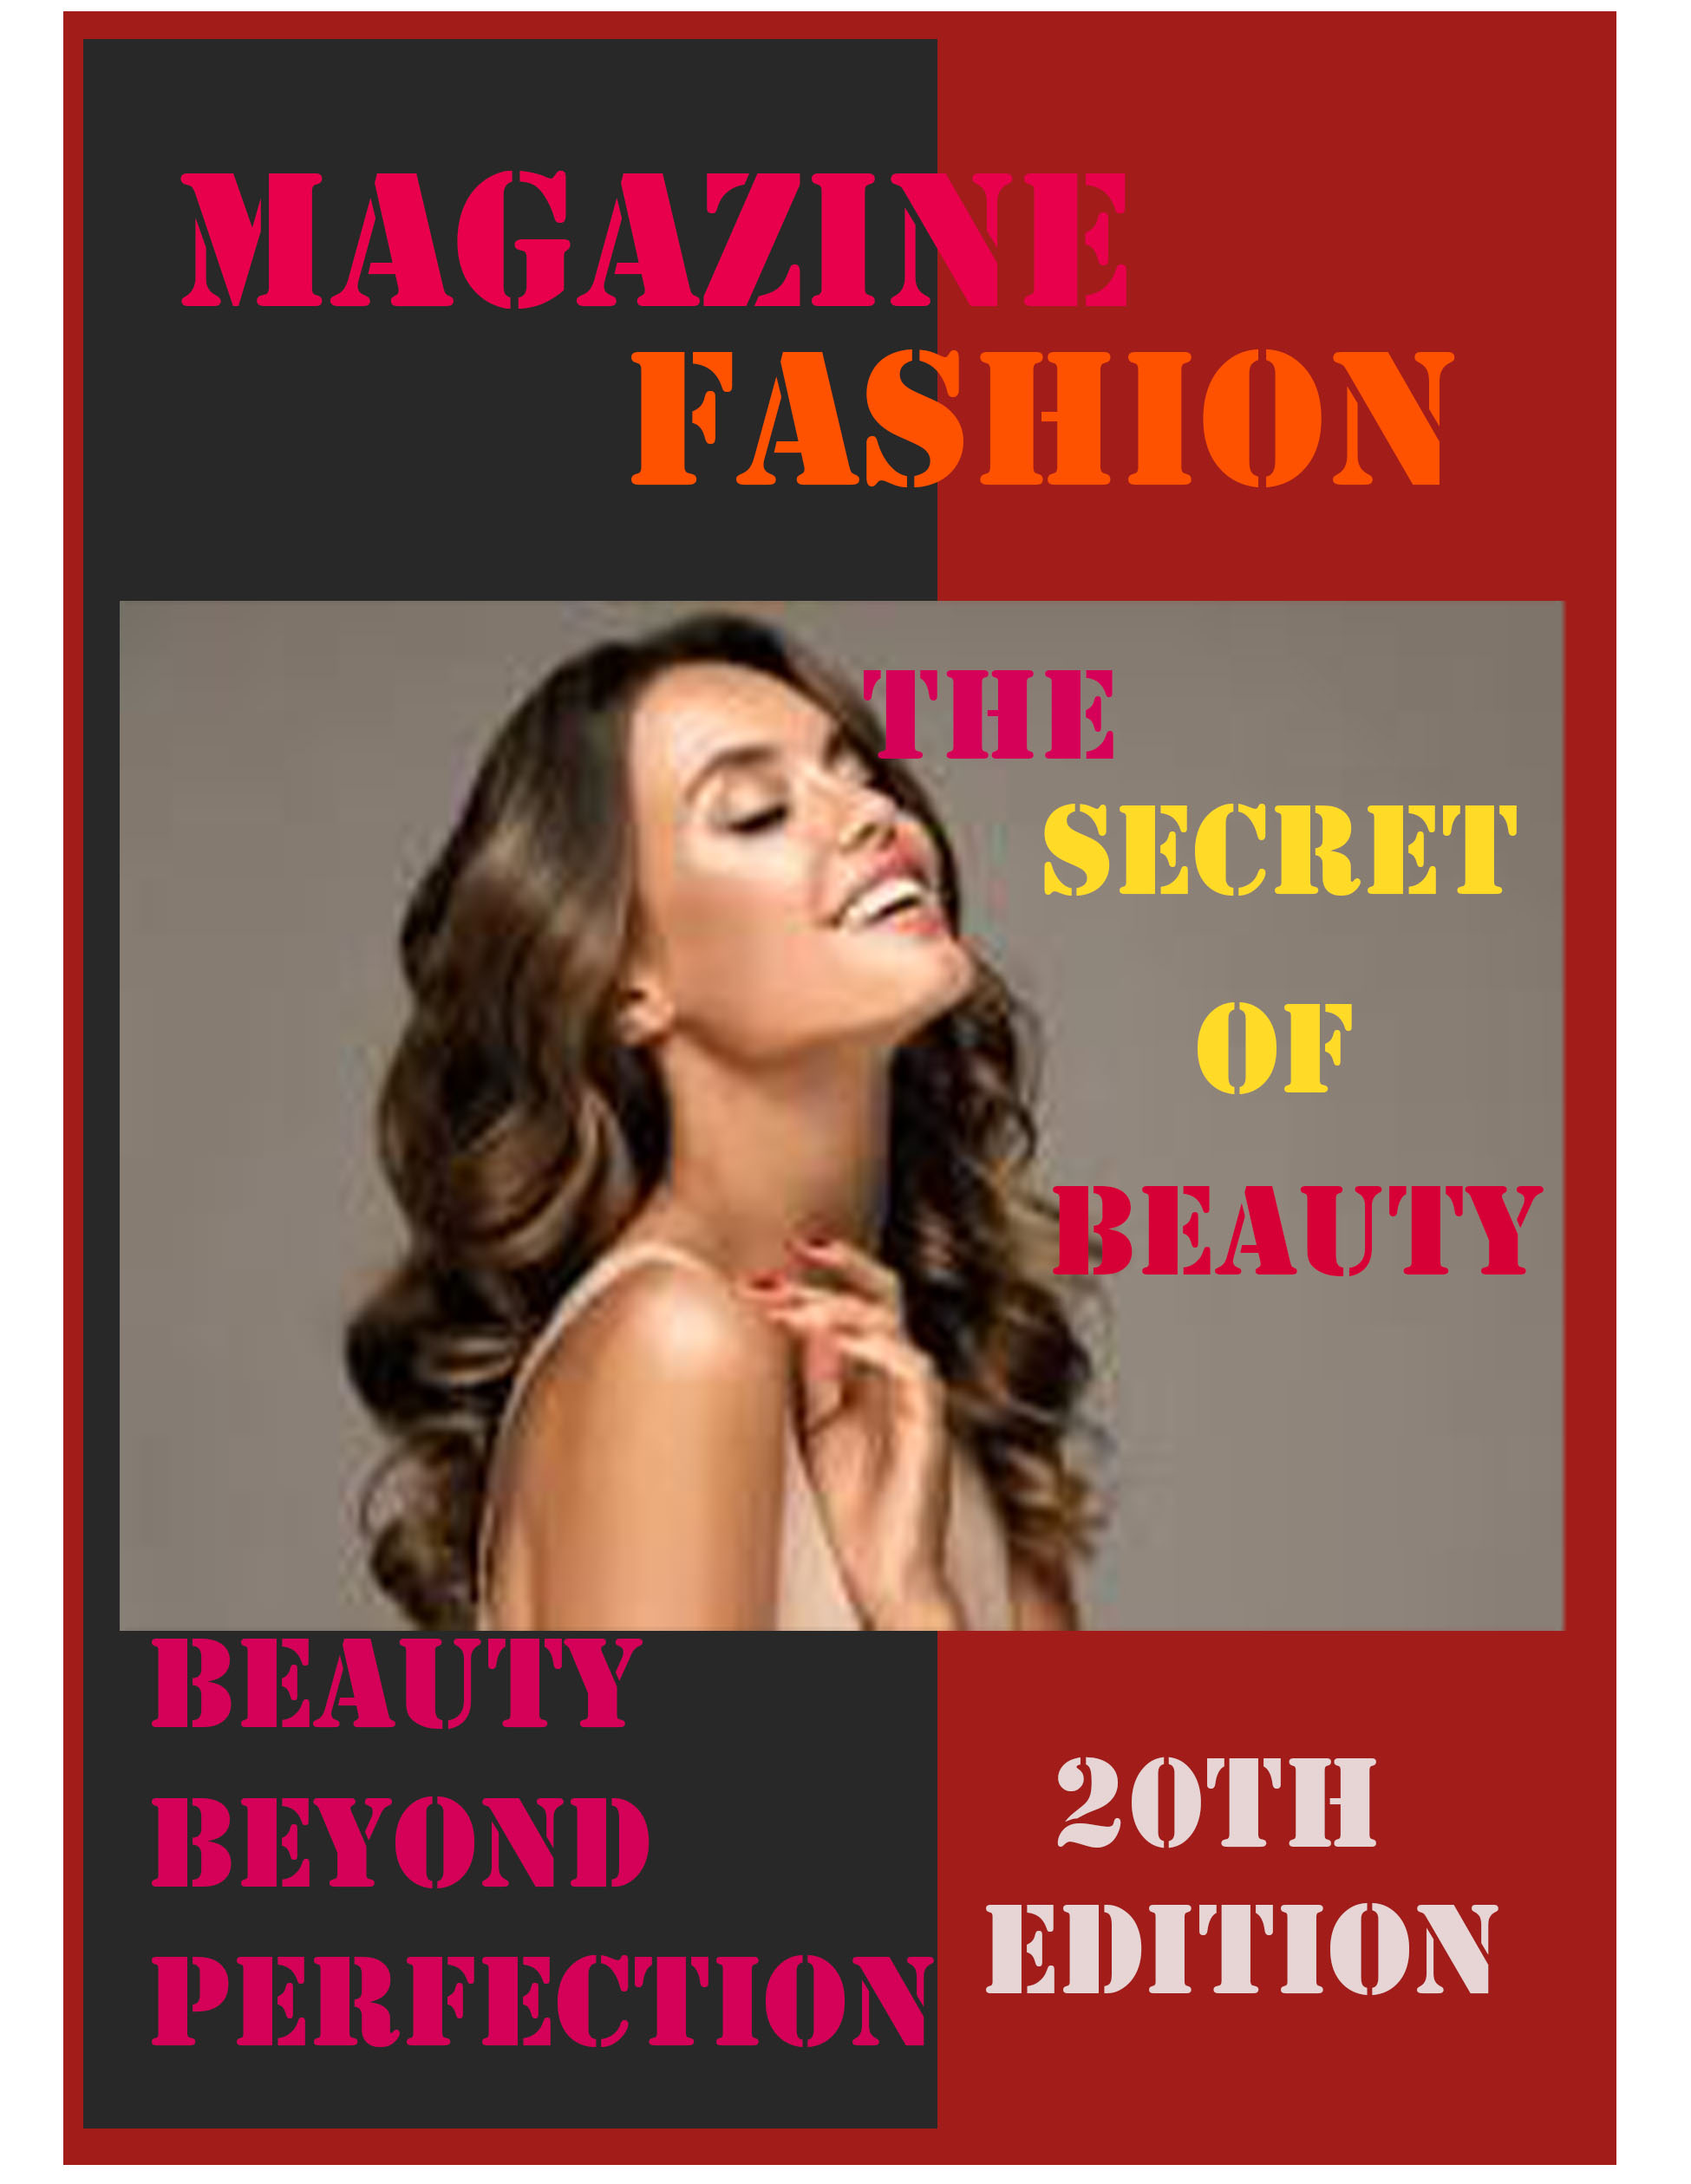 MAGAZINE
FASHION
THE
SECRET
OF
BEAUTY
BEAUTY
BEYOND
PERFECTION
20TH
EDITION